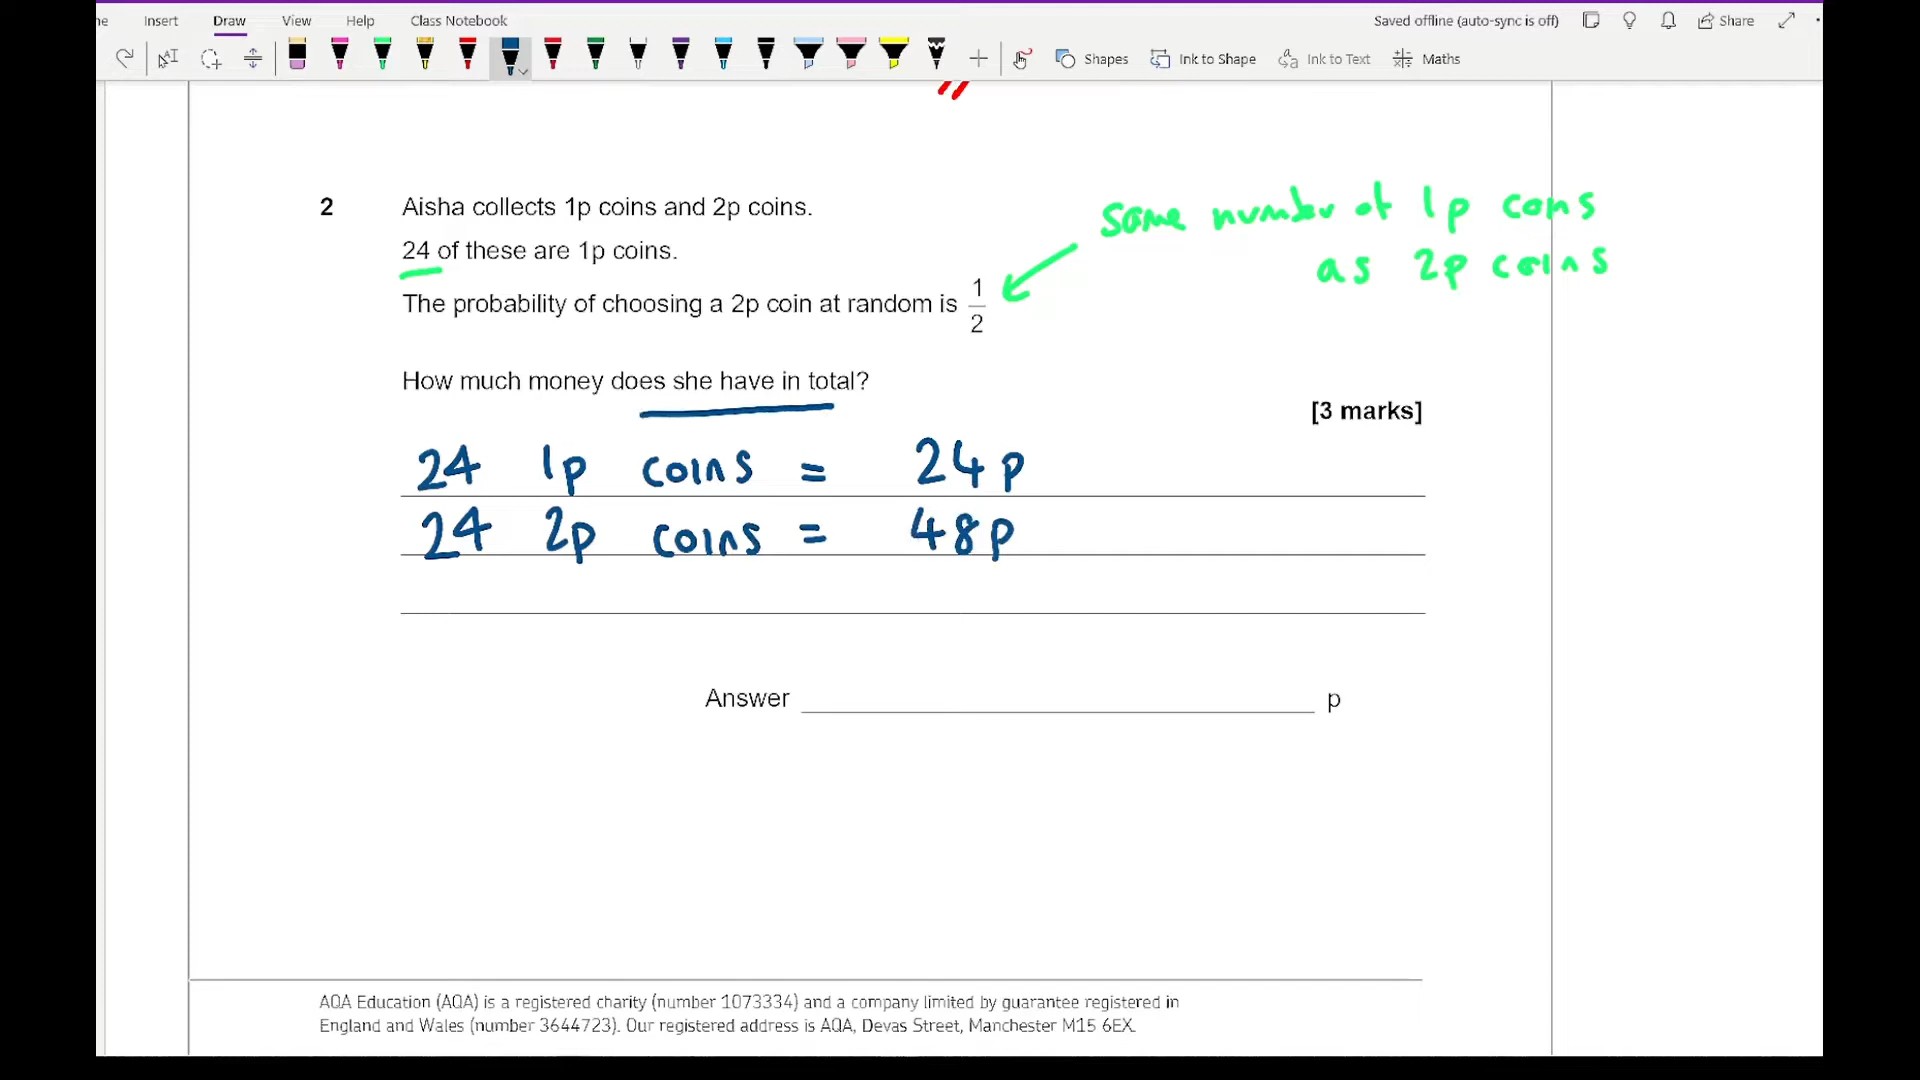 ne Insert Draw View Help Class Notebook Saved offline (auto-sync is off) Share
Shapes Ink to Shape Ink to Text Maths
2 Aisha collects 1p coins and 2p coins.
24 of these are 1p coins.
The probability of choosing a 2p coin at random is 1/2
same number of 1p coins
as 2p coins
How much money does she have in total?
[3 marks]
24 1p coins = 24p
24 2p coins = 48p
Answer p
AQA Education (AQA) is a registered charity (number 1073334) and a company limited by guarantee registered in
England and Wales (number 3644723). Our registered address is AQA, Devas Street, Manchester M15 6EX.